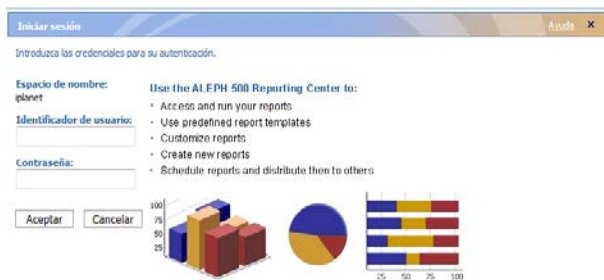 Iniciar sesión
Ayuda ×
Introduzca las credenciales para su autenticación.
Espacio de nombre:
iplanet
Identificador de usuario:
Contraseña:
Aceptar Cancelar
Use the ALEPH 500 Reporting Center to:
• Access and run your reports
• Use predefined report templates
• Customize reports
• Create new reports
• Schedule reports and distribute then to others
100
75
50
25
25 50 75 100